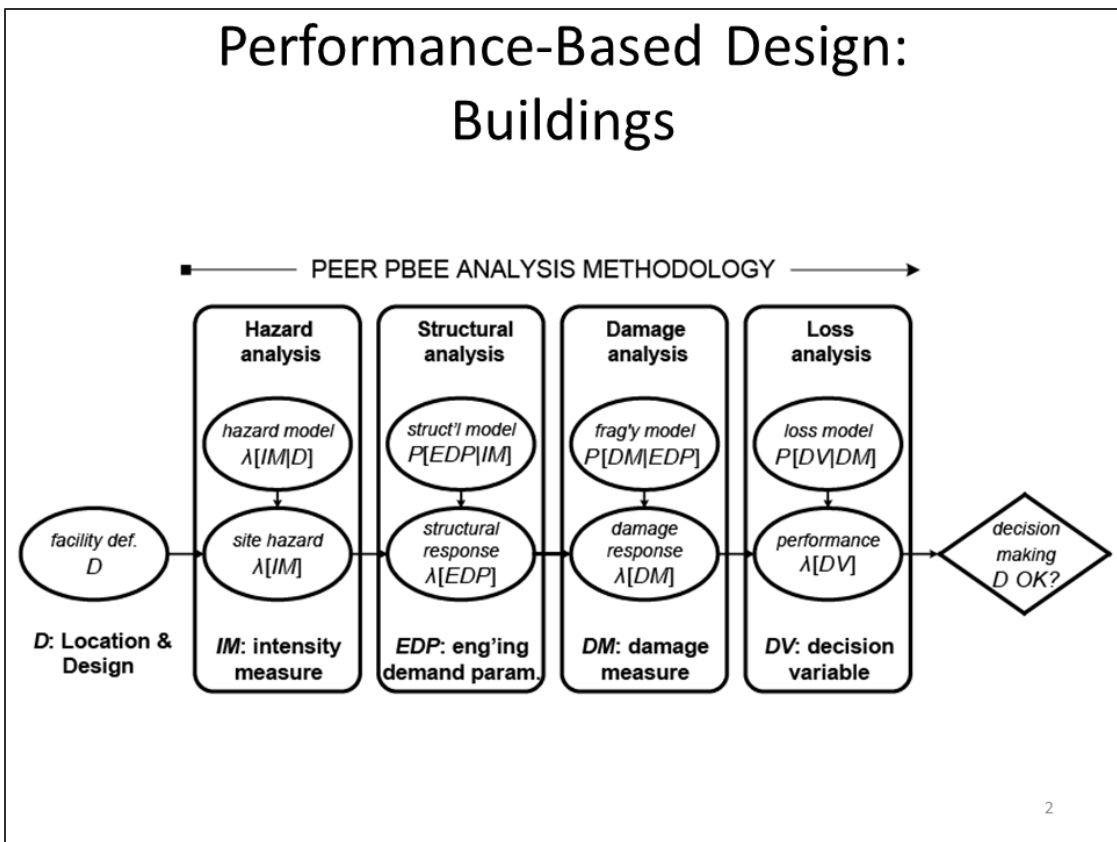 Performance-Based Design:
Buildings
PEER PBEE ANALYSIS METHODOLOGY
Hazard
analysis
hazard model
λ[IM|D]
site hazard
λ[IM]
IM: intensity
measure
Structural
analysis
struct'l model
P[EDP|IM]
structural
response
λ[EDP]
EDP: eng'ing
demand param.
Damage
analysis
frag'y model
P[DM|EDP]
damage
response
λ[DM]
DM: damage
measure
Loss
analysis
loss model
P[DV|DM]
performance
λ[DV]
DV: decision
variable
facility def.
D
D: Location &
Design
decision
making
D OK?
2